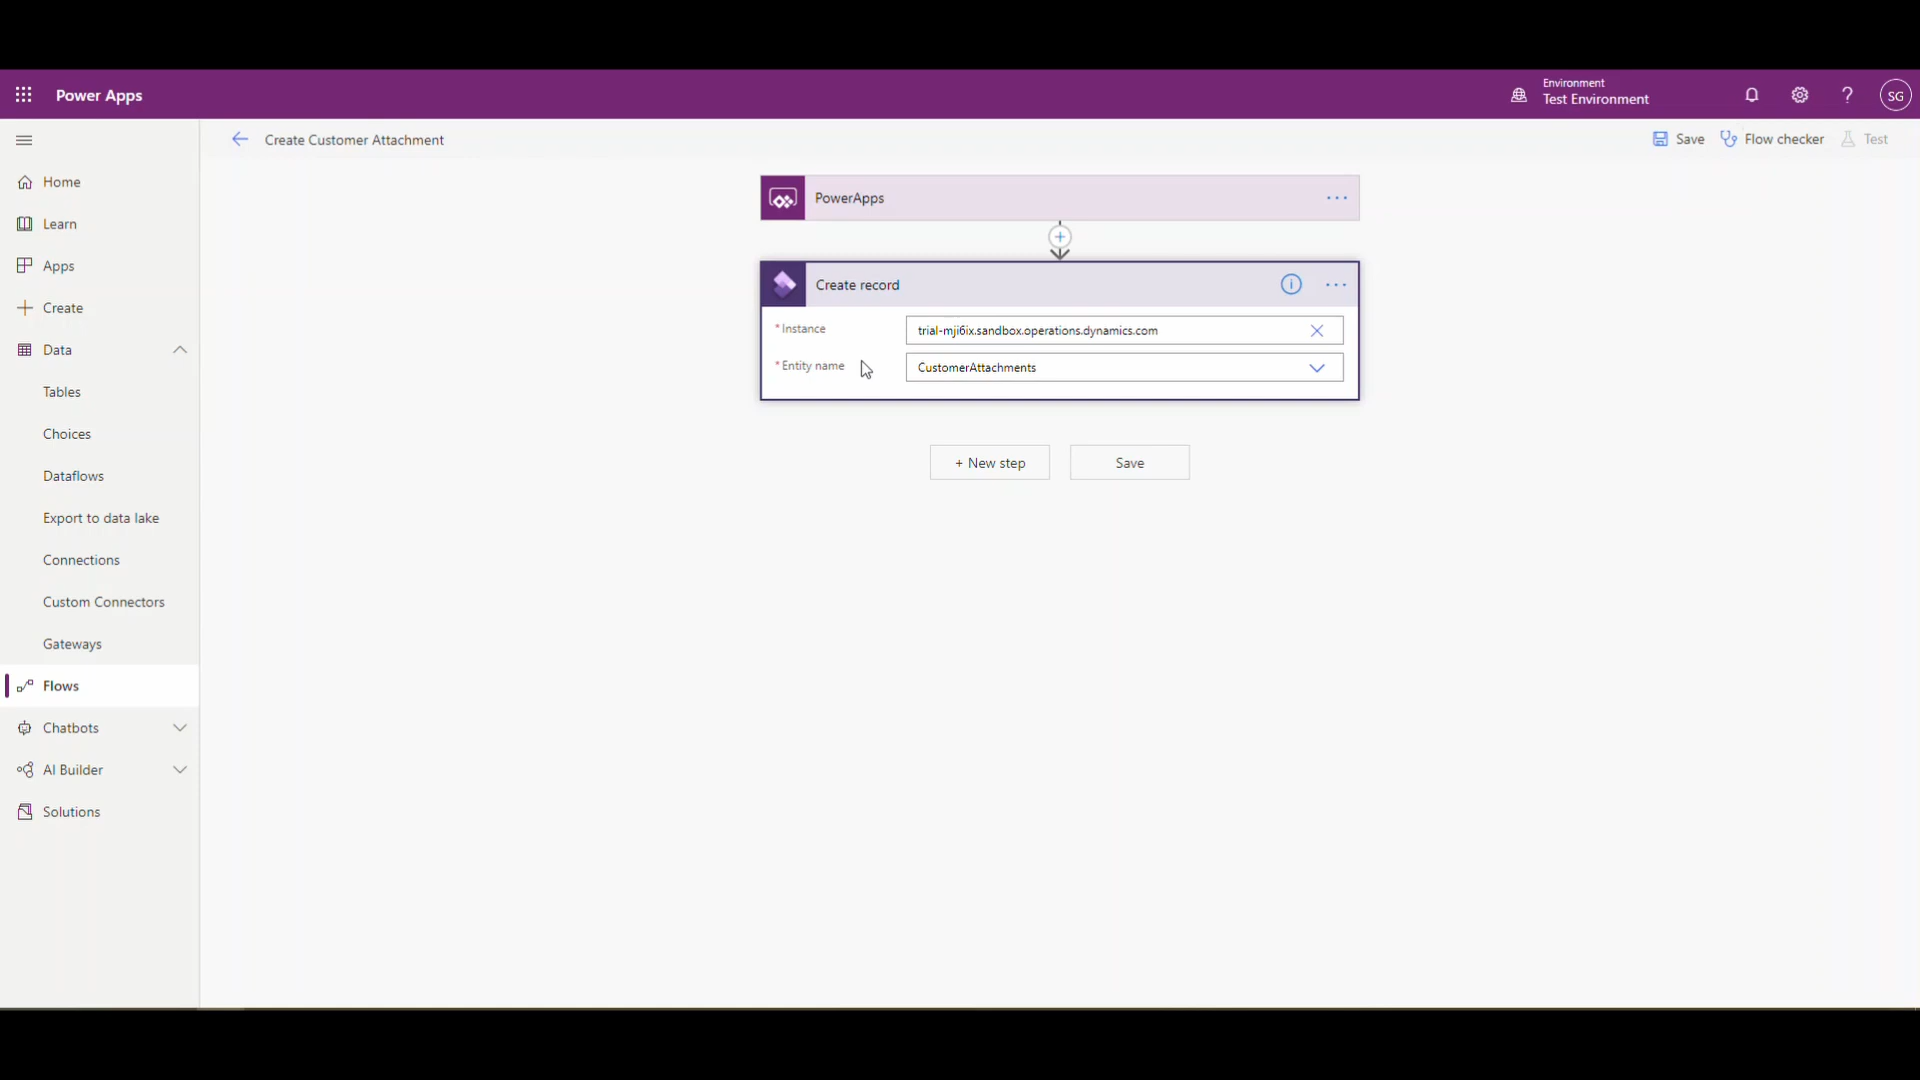 Power Apps
Environment
Test Environment
?
SG
Create Customer Attachment
Save
Flow checker
Test
Home
Learn
Apps
Create
Data
Tables
Choices
Dataflows
Export to data lake
Connections
Custom Connectors
Gateways
Flows
Chatbots
AI Builder
Solutions
PowerApps
Create record
* Instance
trial-mji6ix.sandbox.operations.dynamics.com
* Entity name
CustomerAttachments
+ New step
Save